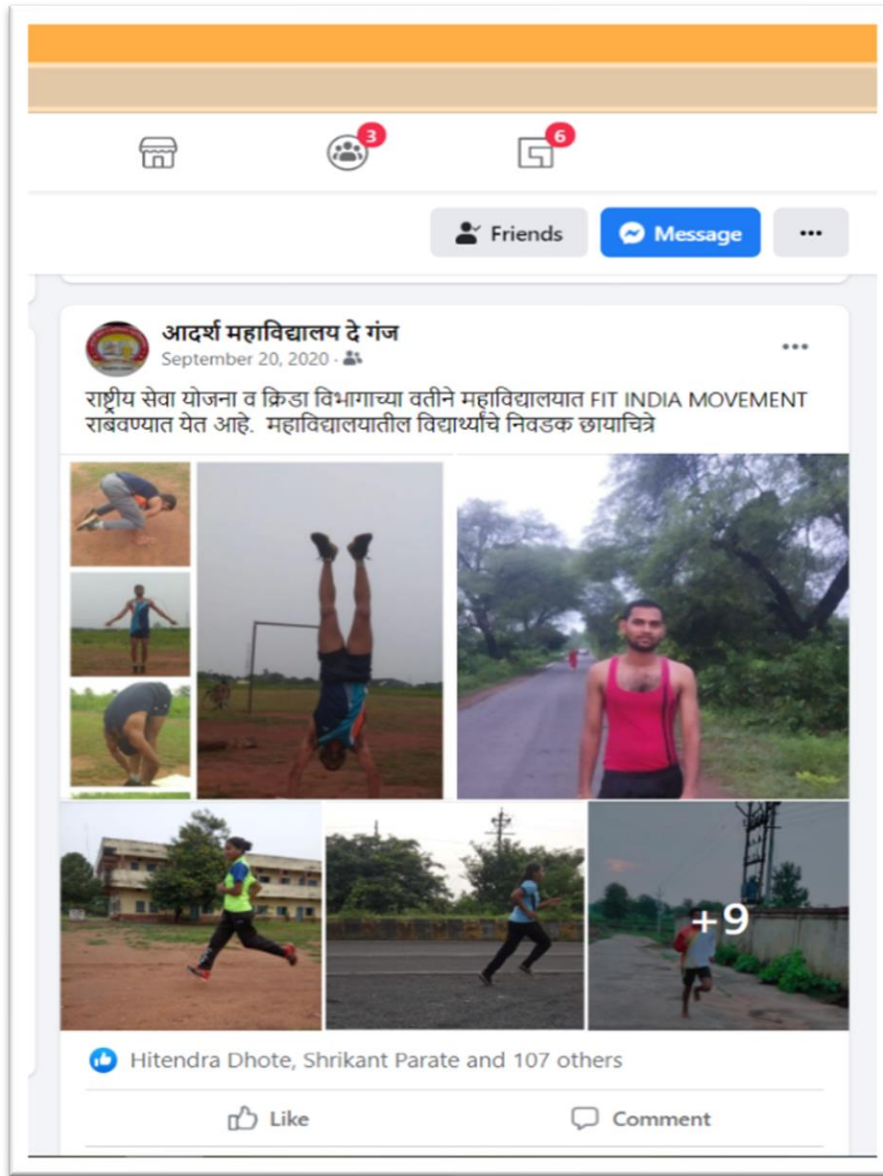 3
6
Friends
Message
आदर्श महाविद्यालय दे गंज
September 20, 2020
राष्ट्रीय सेवा योजना व क्रिडा विभागाच्या वतीने महाविद्यालयात FIT INDIA MOVEMENT
राबवण्यात येत आहे. महाविद्यालयातील विद्यार्थ्यांचे निवडक छायाचित्रे
+9
Hitendra Dhote, Shrikant Parate and 107 others
Like
Comment